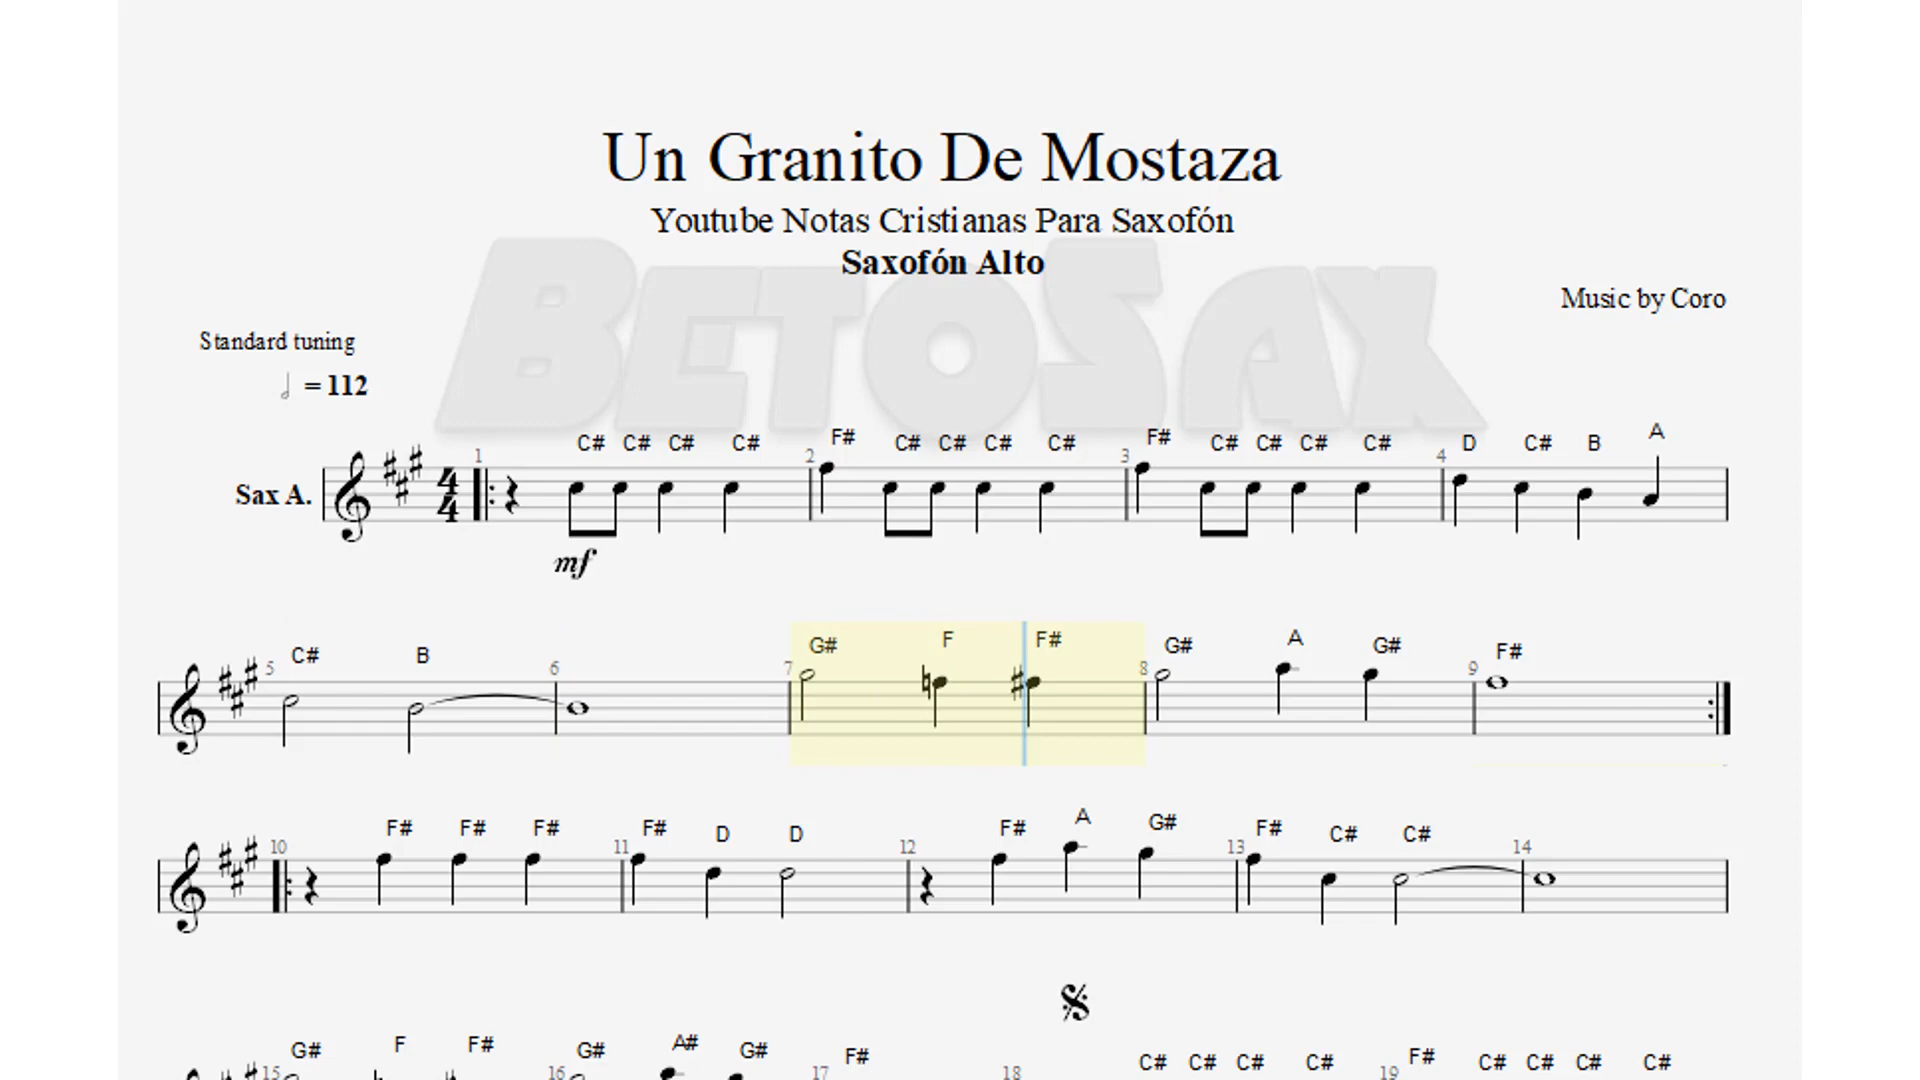 Un Granito De Mostaza
Youtube Notas Cristianas Para Saxofón
Saxofón Alto
BETOSAX
Music by Coro
Standard tuning
= 112
C# C# C# C# F# C# C# C# C# F# C# C# C# C# D C# B A
1 2 3 4
Sax A.
4
4
mf
C# B G# F F# G# A G# F#
5 6 7 8 9
F# F# F# F# D D F# A G# F# C# C#
10 11 12 13 14
G# F F# G# A# G# F# C# C# C# C# F# C# C# C# C#
15 16 17 18 19